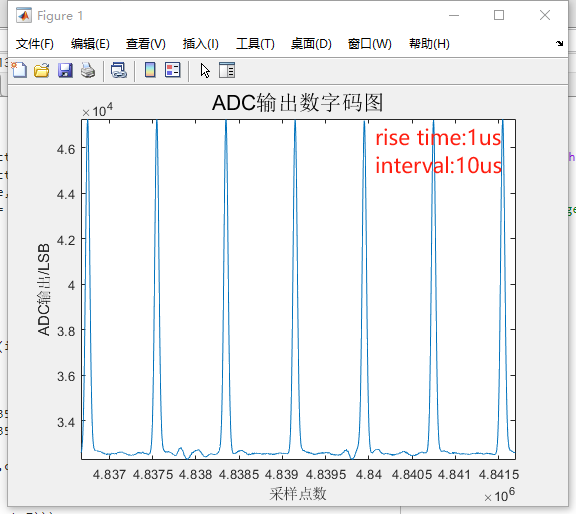 Figure 1
文件(F) 编辑(E) 查看(V) 插入(I) 工具(T) 桌面(D) 窗口(W) 帮助(H)
ADC输出数字码图
×10⁴
rise time:1us
interval:10us
4.6
4.4
4.2
4
3.8
3.6
3.4
ADC输出/LSB
4.837 4.8375 4.838 4.8385 4.839 4.8395 4.84 4.8405 4.841 4.8415
采样点数
×10⁶